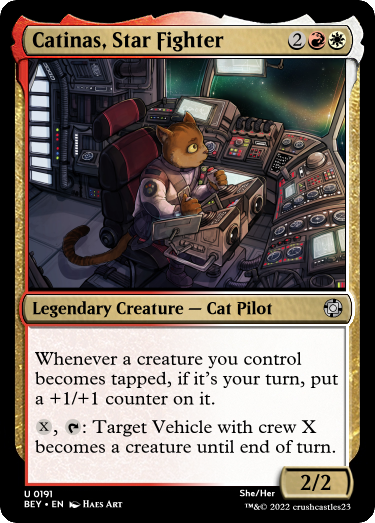 Catinas, Star Fighter 2
Legendary Creature — Cat Pilot
Whenever a creature you control
becomes tapped, if it's your turn, put
a +1/+1 counter on it.
X, : Target Vehicle with crew X
becomes a creature until end of turn.
2/2
U 0191 She/Her
BEY • EN Haes Art ™&© 2022 crushcastles23